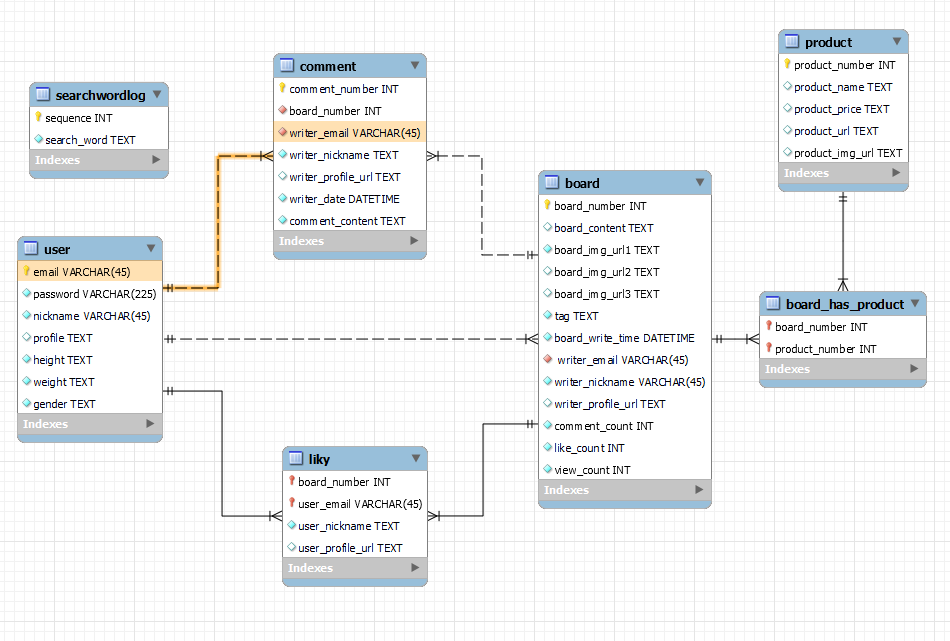 searchwordlog
sequence INT
search_word TEXT
Indexes
comment
comment_number INT
board_number INT
writer_email VARCHAR(45)
writer_nickname TEXT
writer_profile_url TEXT
writer_date DATETIME
comment_content TEXT
Indexes
product
product_number INT
product_name TEXT
product_price TEXT
product_url TEXT
product_img_url TEXT
Indexes
user
email VARCHAR(45)
password VARCHAR(225)
nickname VARCHAR(45)
profile TEXT
height TEXT
weight TEXT
gender TEXT
Indexes
board
board_number INT
board_content TEXT
board_img_url1 TEXT
board_img_url2 TEXT
board_img_url3 TEXT
tag TEXT
board_write_time DATETIME
writer_email VARCHAR(45)
writer_nickname VARCHAR(45)
writer_profile_url TEXT
comment_count INT
like_count INT
view_count INT
Indexes
board_has_product
board_number INT
product_number INT
Indexes
liky
board_number INT
user_email VARCHAR(45)
user_nickname TEXT
user_profile_url TEXT
Indexes